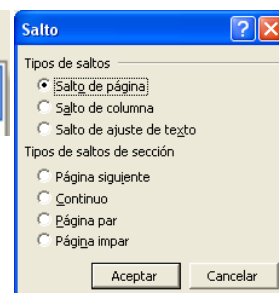 Salto
Tipos de saltos
Salto de página
Salto de columna
Salto de ajuste de texto
Tipos de saltos de sección
Página siguiente
Continuo
Página par
Página impar
Aceptar Cancelar